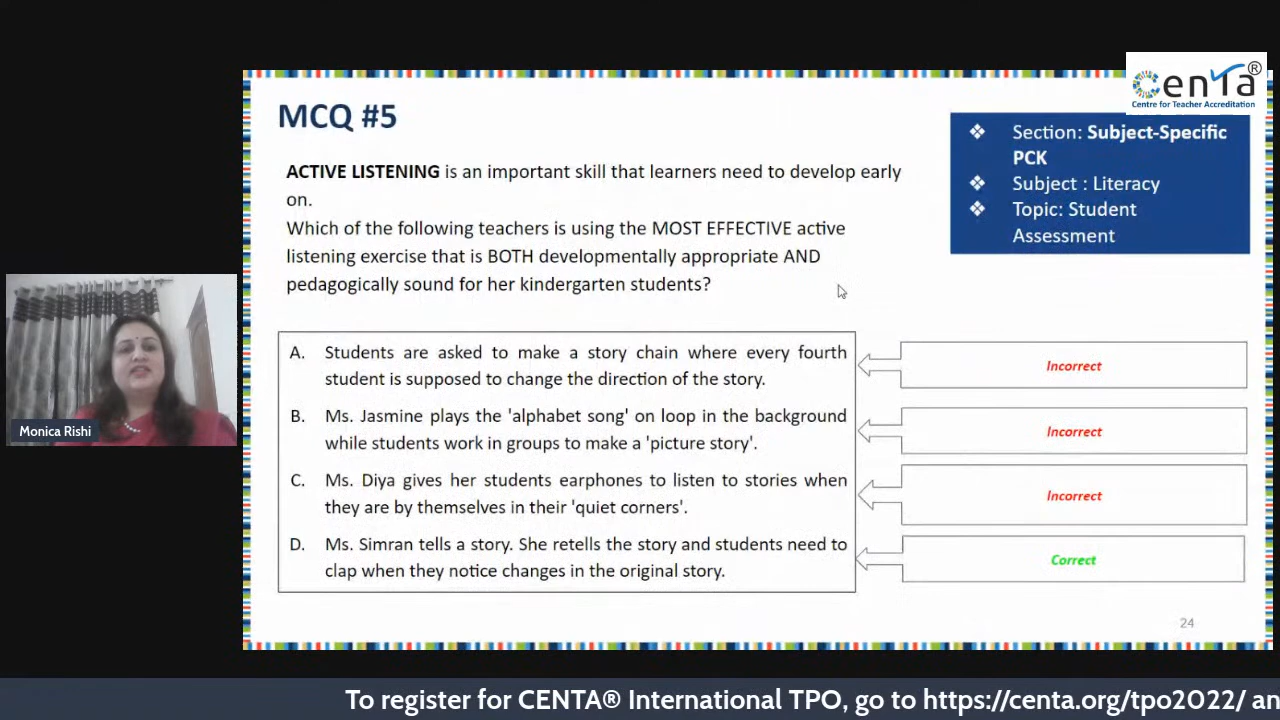 CENTA®
Centre for Teacher Accreditation
MCQ #5
❖ Section: Subject-Specific
PCK
❖ Subject : Literacy
❖ Topic: Student
Assessment
ACTIVE LISTENING is an important skill that learners need to develop early
on.
Which of the following teachers is using the MOST EFFECTIVE active
listening exercise that is BOTH developmentally appropriate AND
pedagogically sound for her kindergarten students?
A. Students are asked to make a story chain where every fourth
student is supposed to change the direction of the story.
Incorrect
B. Ms. Jasmine plays the 'alphabet song' on loop in the background
while students work in groups to make a 'picture story'.
Incorrect
C. Ms. Diya gives her students earphones to listen to stories when
they are by themselves in their 'quiet corners'.
Incorrect
D. Ms. Simran tells a story. She retells the story and students need to
clap when they notice changes in the original story.
Correct
24
Monica Rishi
To register for CENTA® International TPO, go to https://centa.org/tpo2022/ an